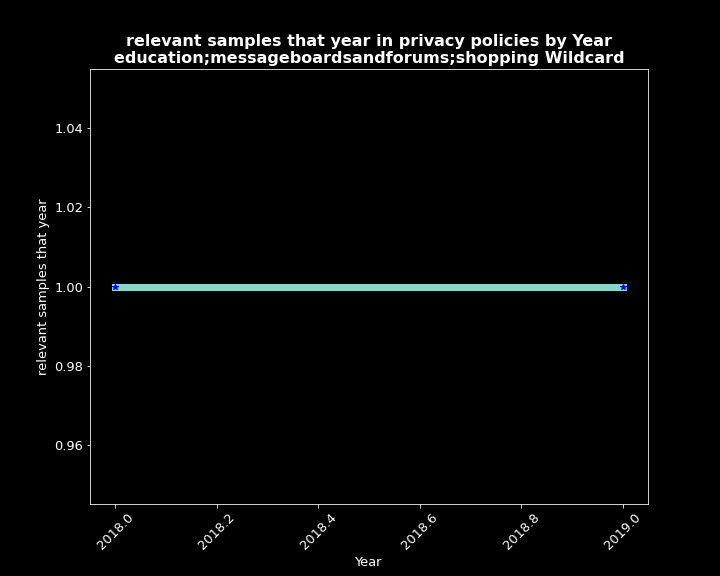 relevant samples that year in privacy policies by Year
education;messageboardsandforums;shopping Wildcard
relevant samples that year
1.04
1.02
1.00
0.98
0.96
2018.0
2018.2
2018.4
2018.6
2018.8
2019.0
Year